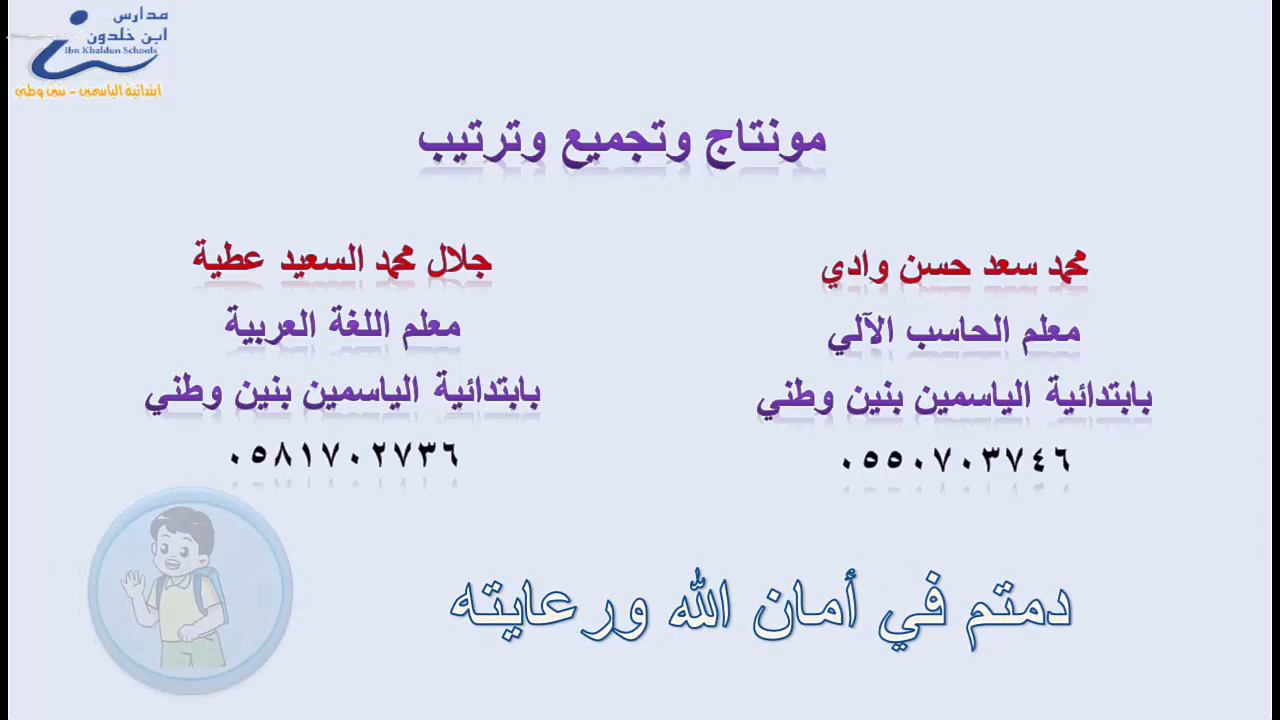 مدارس
ابن خلدون
Ibn Khaldun Schools
ابتدائية الياسمين - بنين وطني
مونتاج وتجميع وترتيب
محمد سعد حسن وادي
معلم الحاسب الآلي
بابتدائية الياسمين بنين وطني
٠٥٥٠٧٠٣٧٤٦
جلال محمد السعيد عطية
معلم اللغة العربية
بابتدائية الياسمين بنين وطني
٠٥٨١٧٠٢٧٣٦
دمتم في أمان الله ورعايته